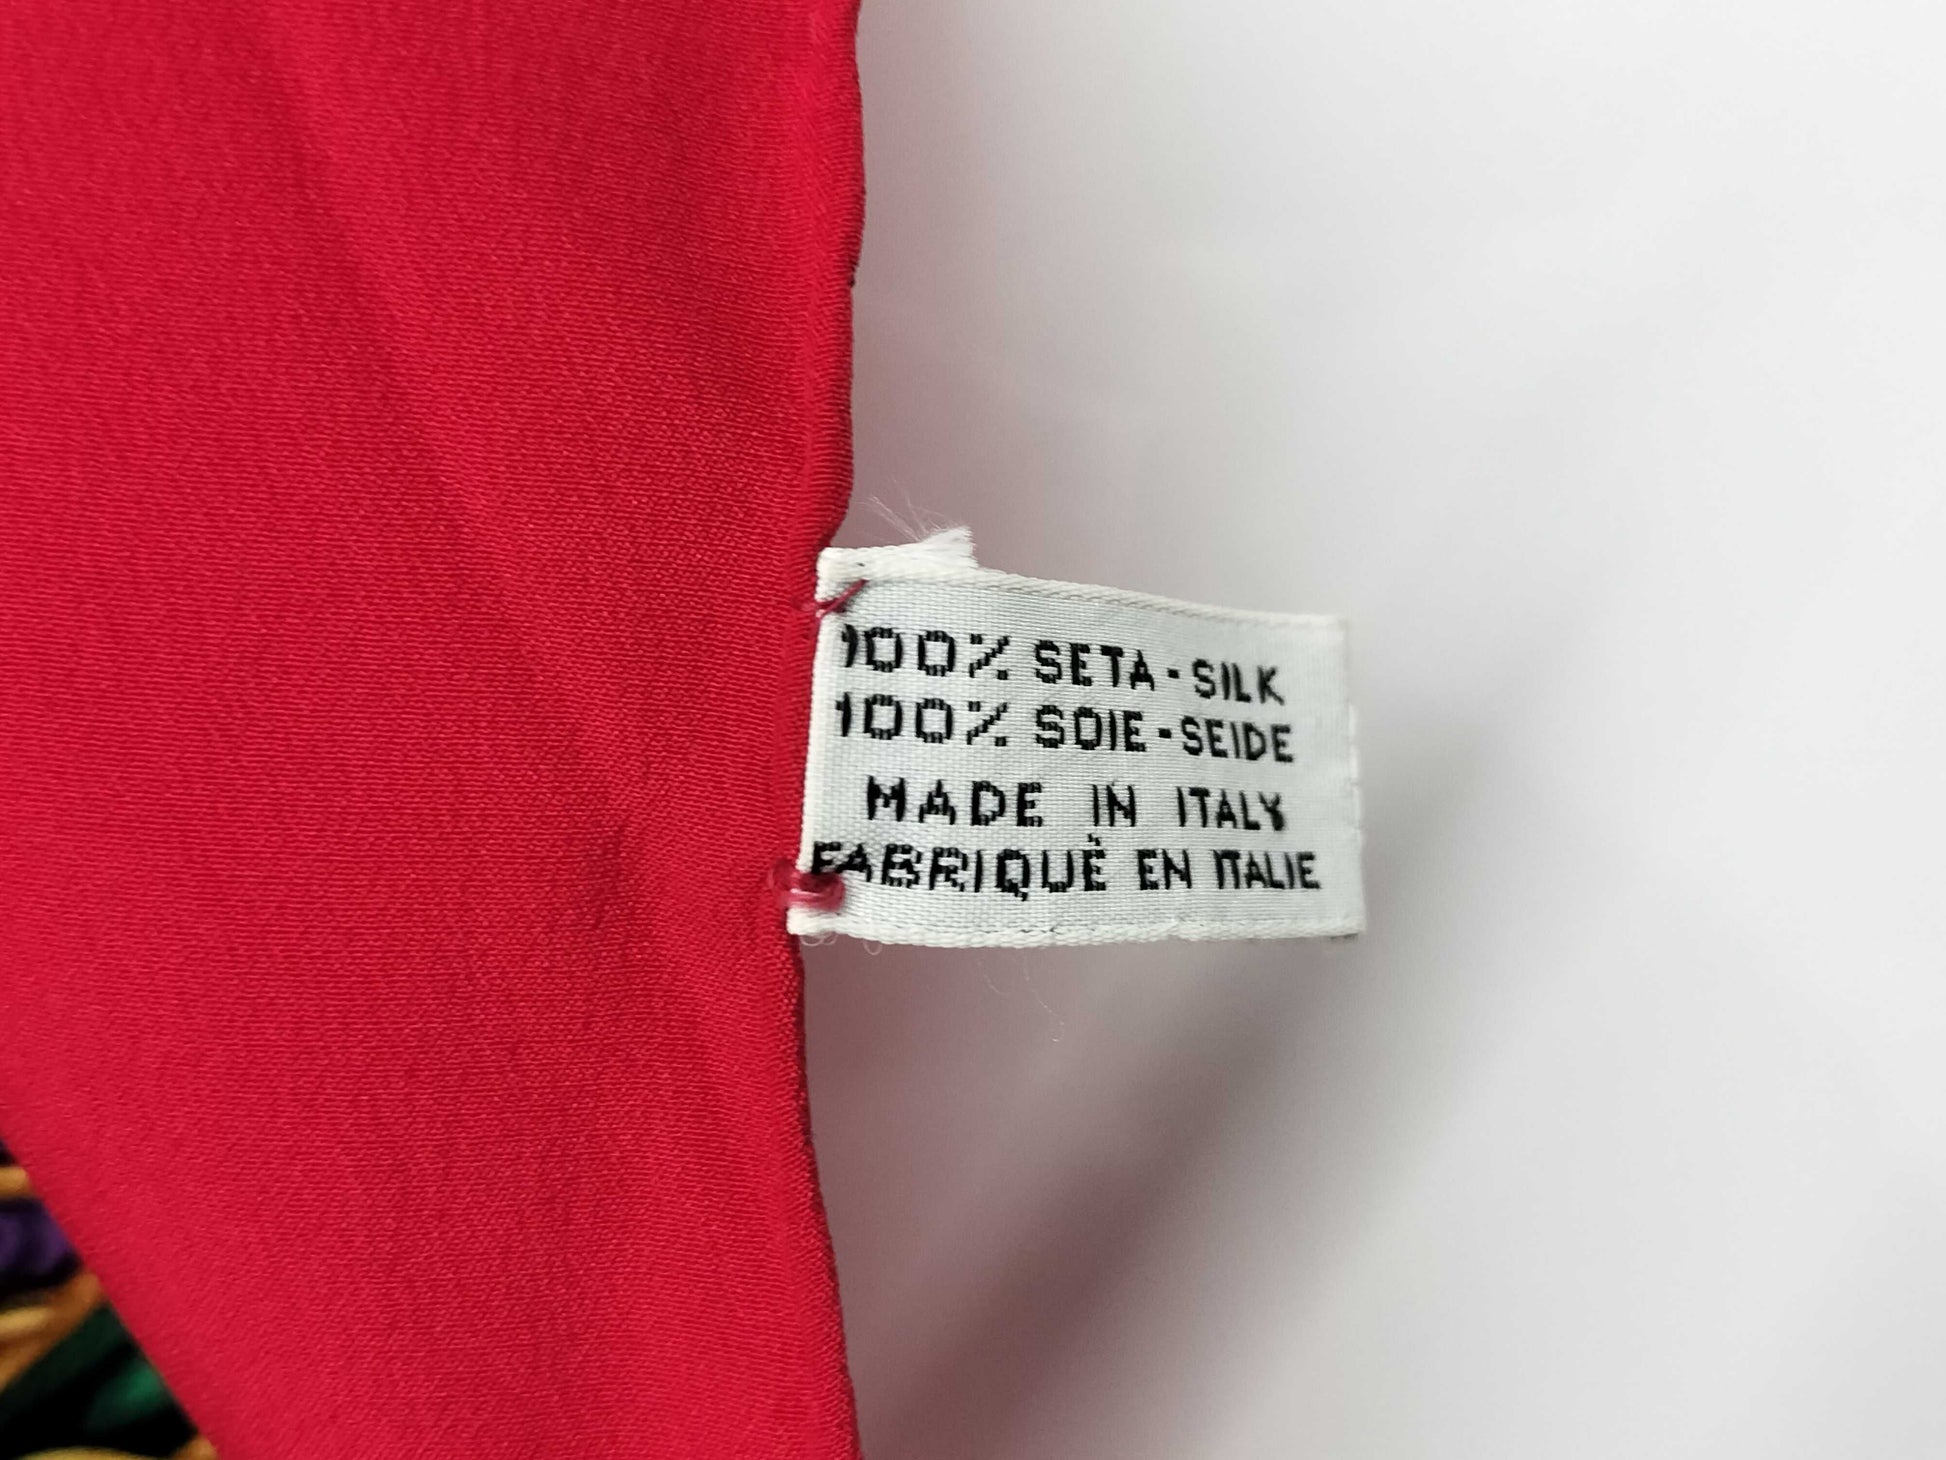 100% SETA - SILK
100% SOIE - SEIDE
MADE IN ITALY
FABRIQUÈ EN ITALIE